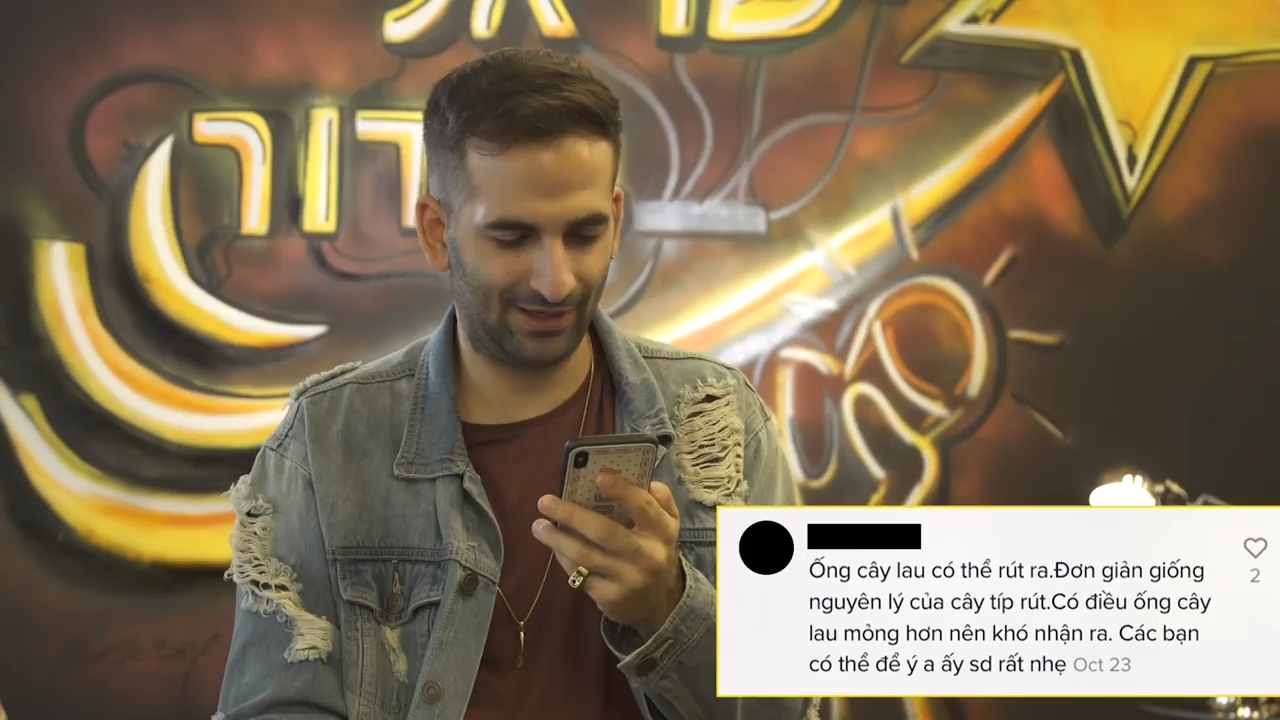 דור
Ống cây lau có thể rút ra.Đơn giản giống
nguyên lý của cây típ rút.Có điều ống cây
lau mỏng hơn nên khó nhận ra. Các bạn
có thể để ý a ấy sd rất nhẹ Oct 23
2